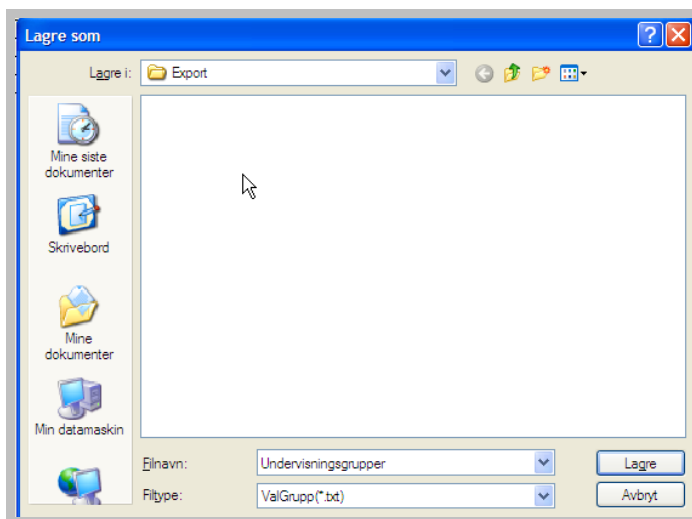 Lagre som
Lagre i: Export
Mine siste
dokumenter
Skrivebord
Mine
dokumenter
Min datamaskin
Filnavn: Undervisningsgrupper Lagre
Filtype: ValGrupp(*.txt) Avbryt